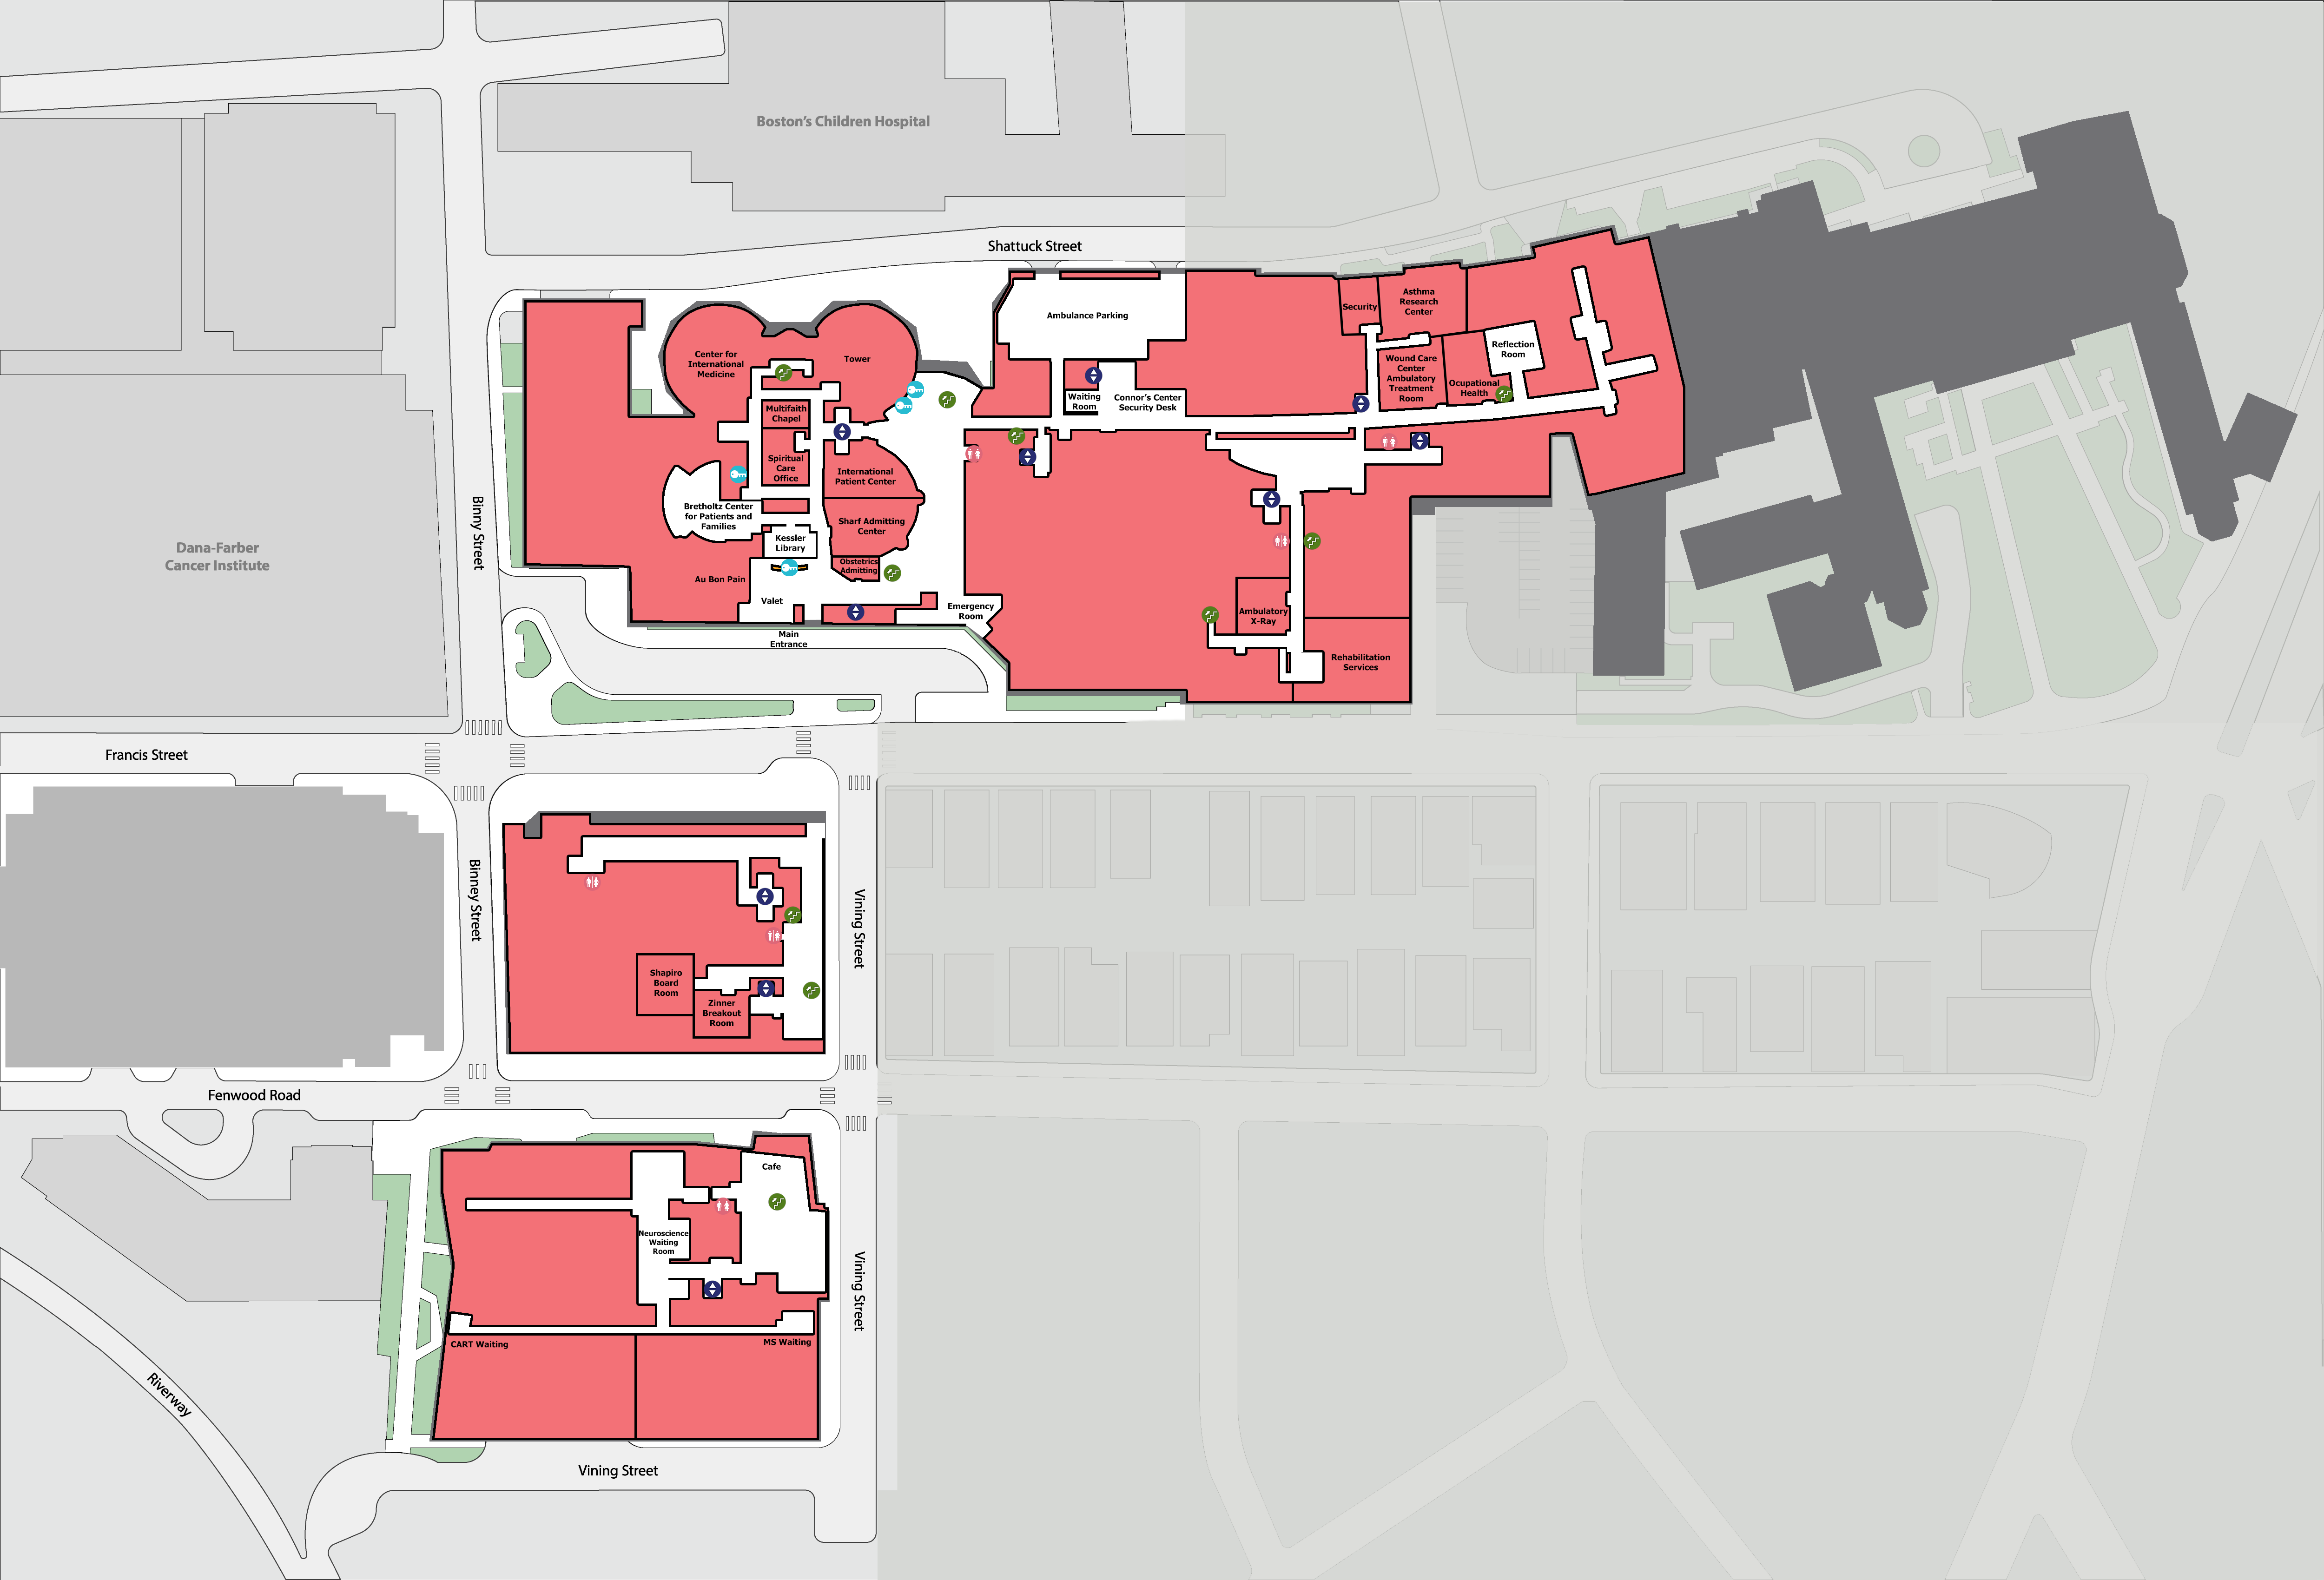 Boston's Children Hospital
Shattuck Street
Ambulance Parking
Security
Asthma
Research
Center
Center for
International
Medicine
Tower
Reflection
Room
Wound Care
Center
Ambulatory
Treatment
Room
Ocupational
Health
Waiting
Room
Connor's Center
Security Desk
Multifaith
Chapel
Spiritual
Care
Office
International
Patient Center
Bretholtz Center
for Patients and
Families
Sharf Admitting
Center
Kessler
Library
Obstetrics
Admitting
Au Bon Pain
Valet
Emergency
Room
Main
Entrance
Ambulatory
X-Ray
Rehabilitation
Services
Binny Street
Dana-Farber
Cancer Institute
Francis Street
Binney Street
Vining Street
Shapiro
Board
Room
Zinner
Breakout
Room
Fenwood Road
Cafe
Neuroscience
Waiting
Room
Vining Street
CART Waiting
MS Waiting
Riverway
Vining Street